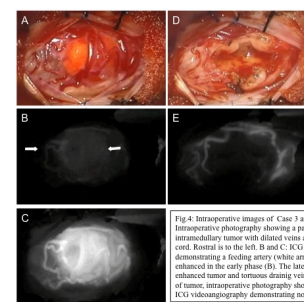 A
D
B
E
C
Fig.4: Intraoperative images of Case 3 a
Intraoperative photography showing a pa
intramedullary tumor with dilated veins a
cord. Rostral is to the left. B and C: ICG
demonstrating a feeding artery (white arr
enhanced in the early phase (B). The late
enhanced tumor and tortuous drainig vei
of tumor, intraoperative photography sho
ICG videoangiography demonstrating no